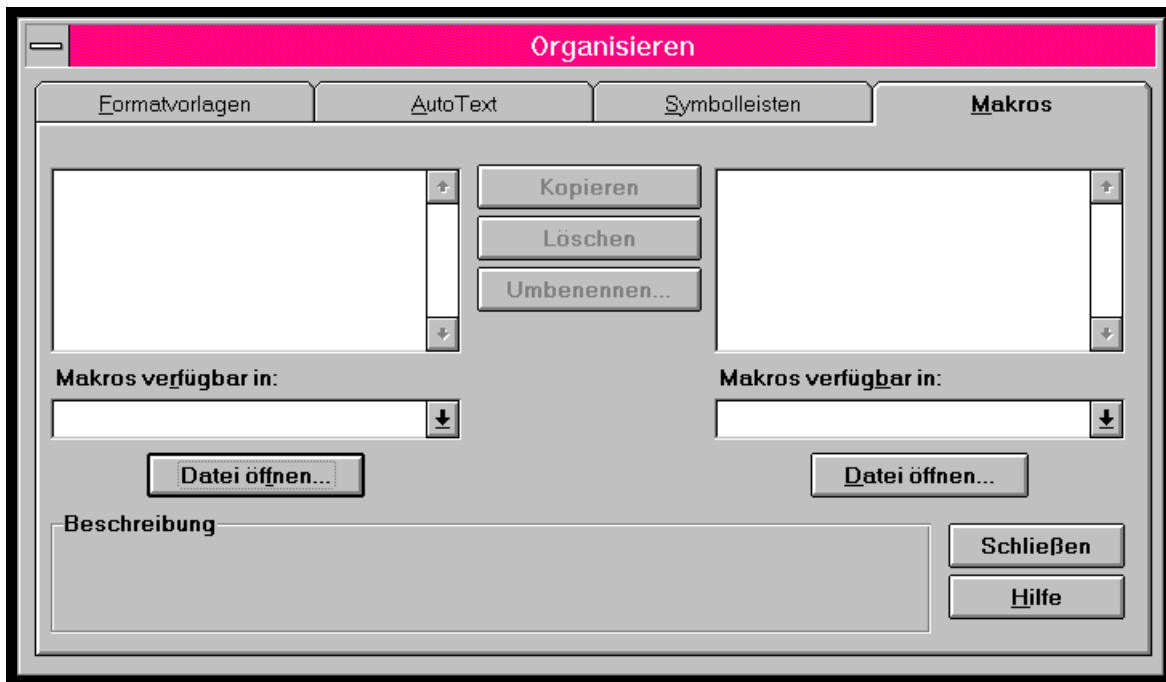 Organisieren
Formatvorlagen AutoText Symbolleisten Makros
Kopieren
Löschen
Umbenennen...
Makros verfügbar in: Makros verfügbar in:
Datei öffnen... Datei öffnen...
Beschreibung
Schließen
Hilfe